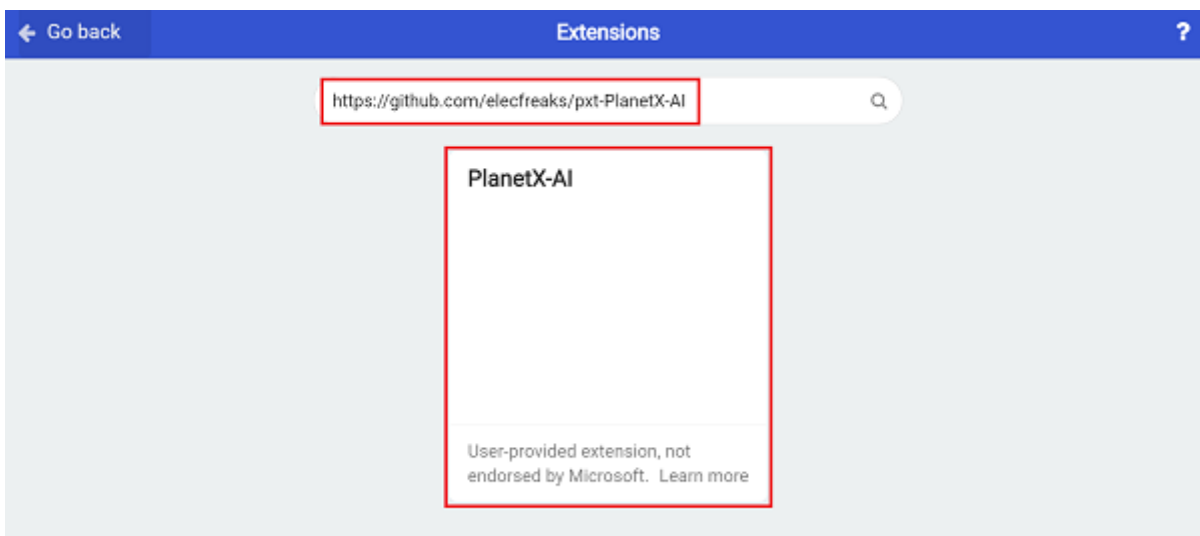 Go back
Extensions
?
https://github.com/elecfreaks/pxt-PlanetX-AI
PlanetX-AI
User-provided extension, not
endorsed by Microsoft. Learn more